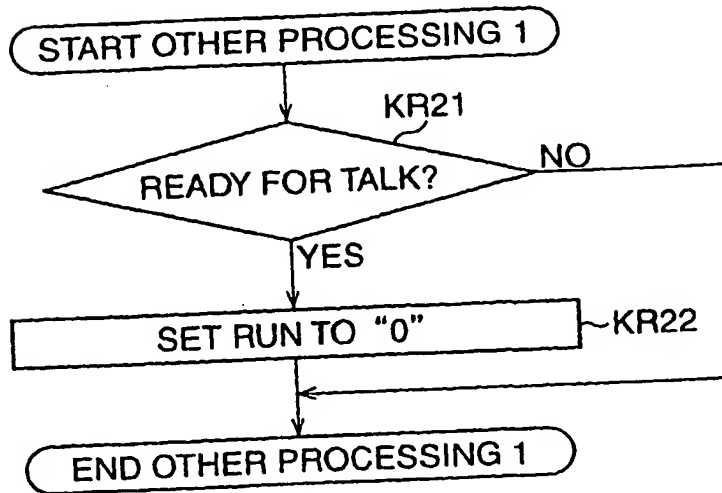 START OTHER PROCESSING 1
KR21
READY FOR TALK?
NO
YES
SET RUN TO “0”
KR22
END OTHER PROCESSING 1